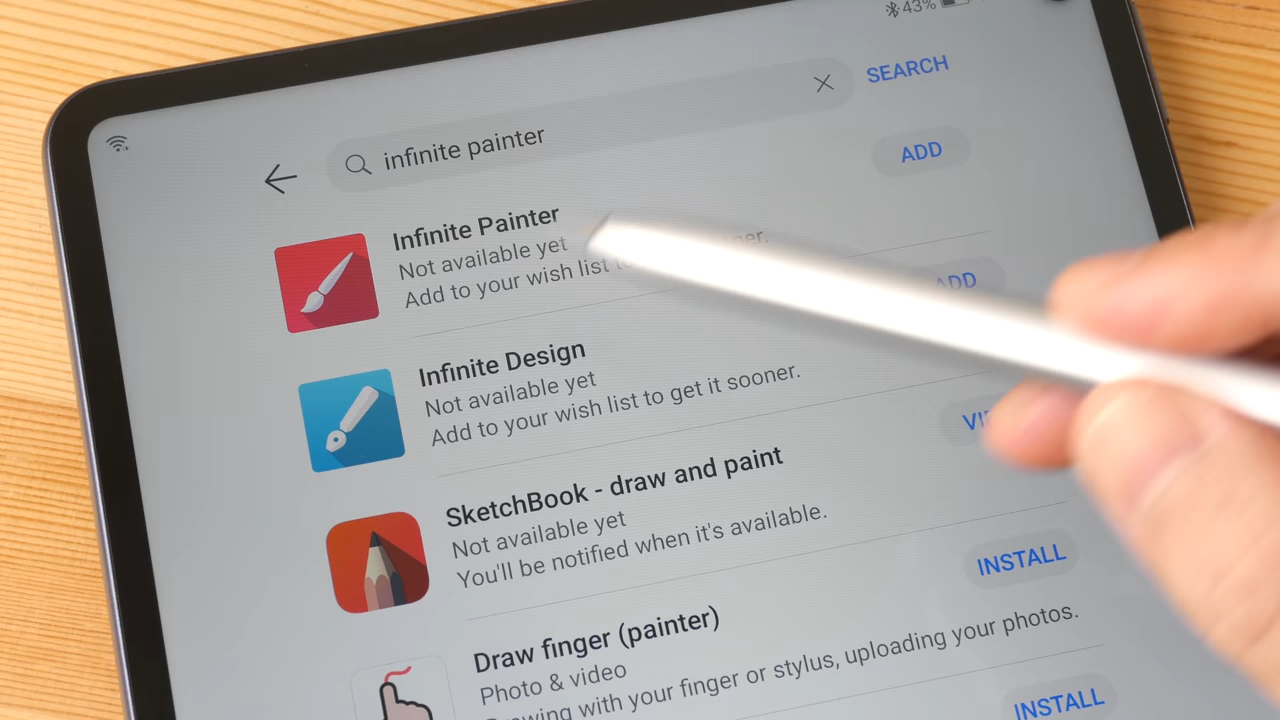 43%
infinite painter
SEARCH
Infinite Painter
ADD
Not available yet
Add to your wish list
Infinite Design
ADD
Not available yet
Add to your wish list to get it sooner.
SketchBook - draw and paint
Not available yet
You'll be notified when it's available.
Draw finger (painter)
INSTALL
Photo & video
with your finger or stylus, uploading your photos.
INSTALL